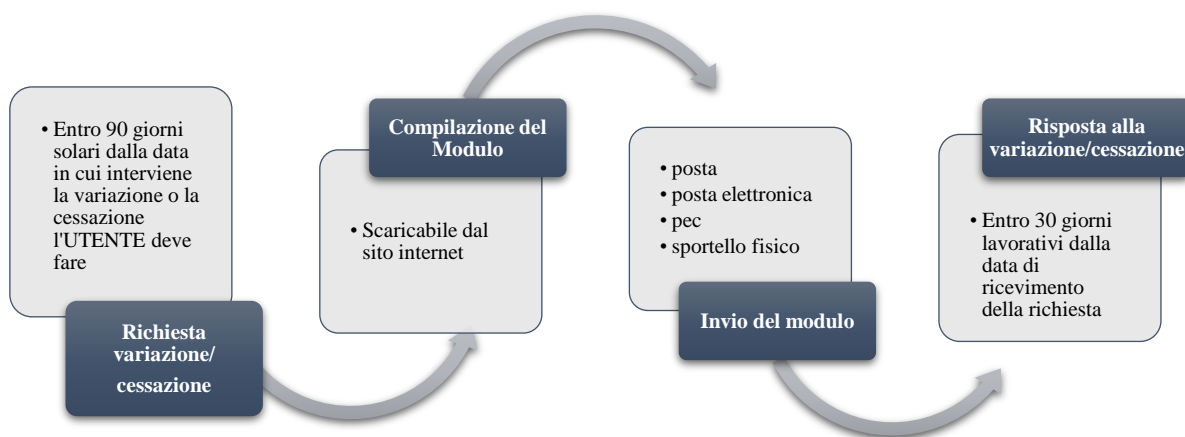 • Entro 90 giorni
solari dalla data
in cui interviene
la variazione o la
cessazione
l'UTENTE deve
fare
Richiesta
variazione/
cessazione
Compilazione del
Modulo
• Scaricabile dal
sito internet
• posta
• posta elettronica
• pec
• sportello fisico
Invio del modulo
Risposta alla
variazione/cessazione
• Entro 30 giorni
lavorativi dalla
data di
ricevimento
della richiesta